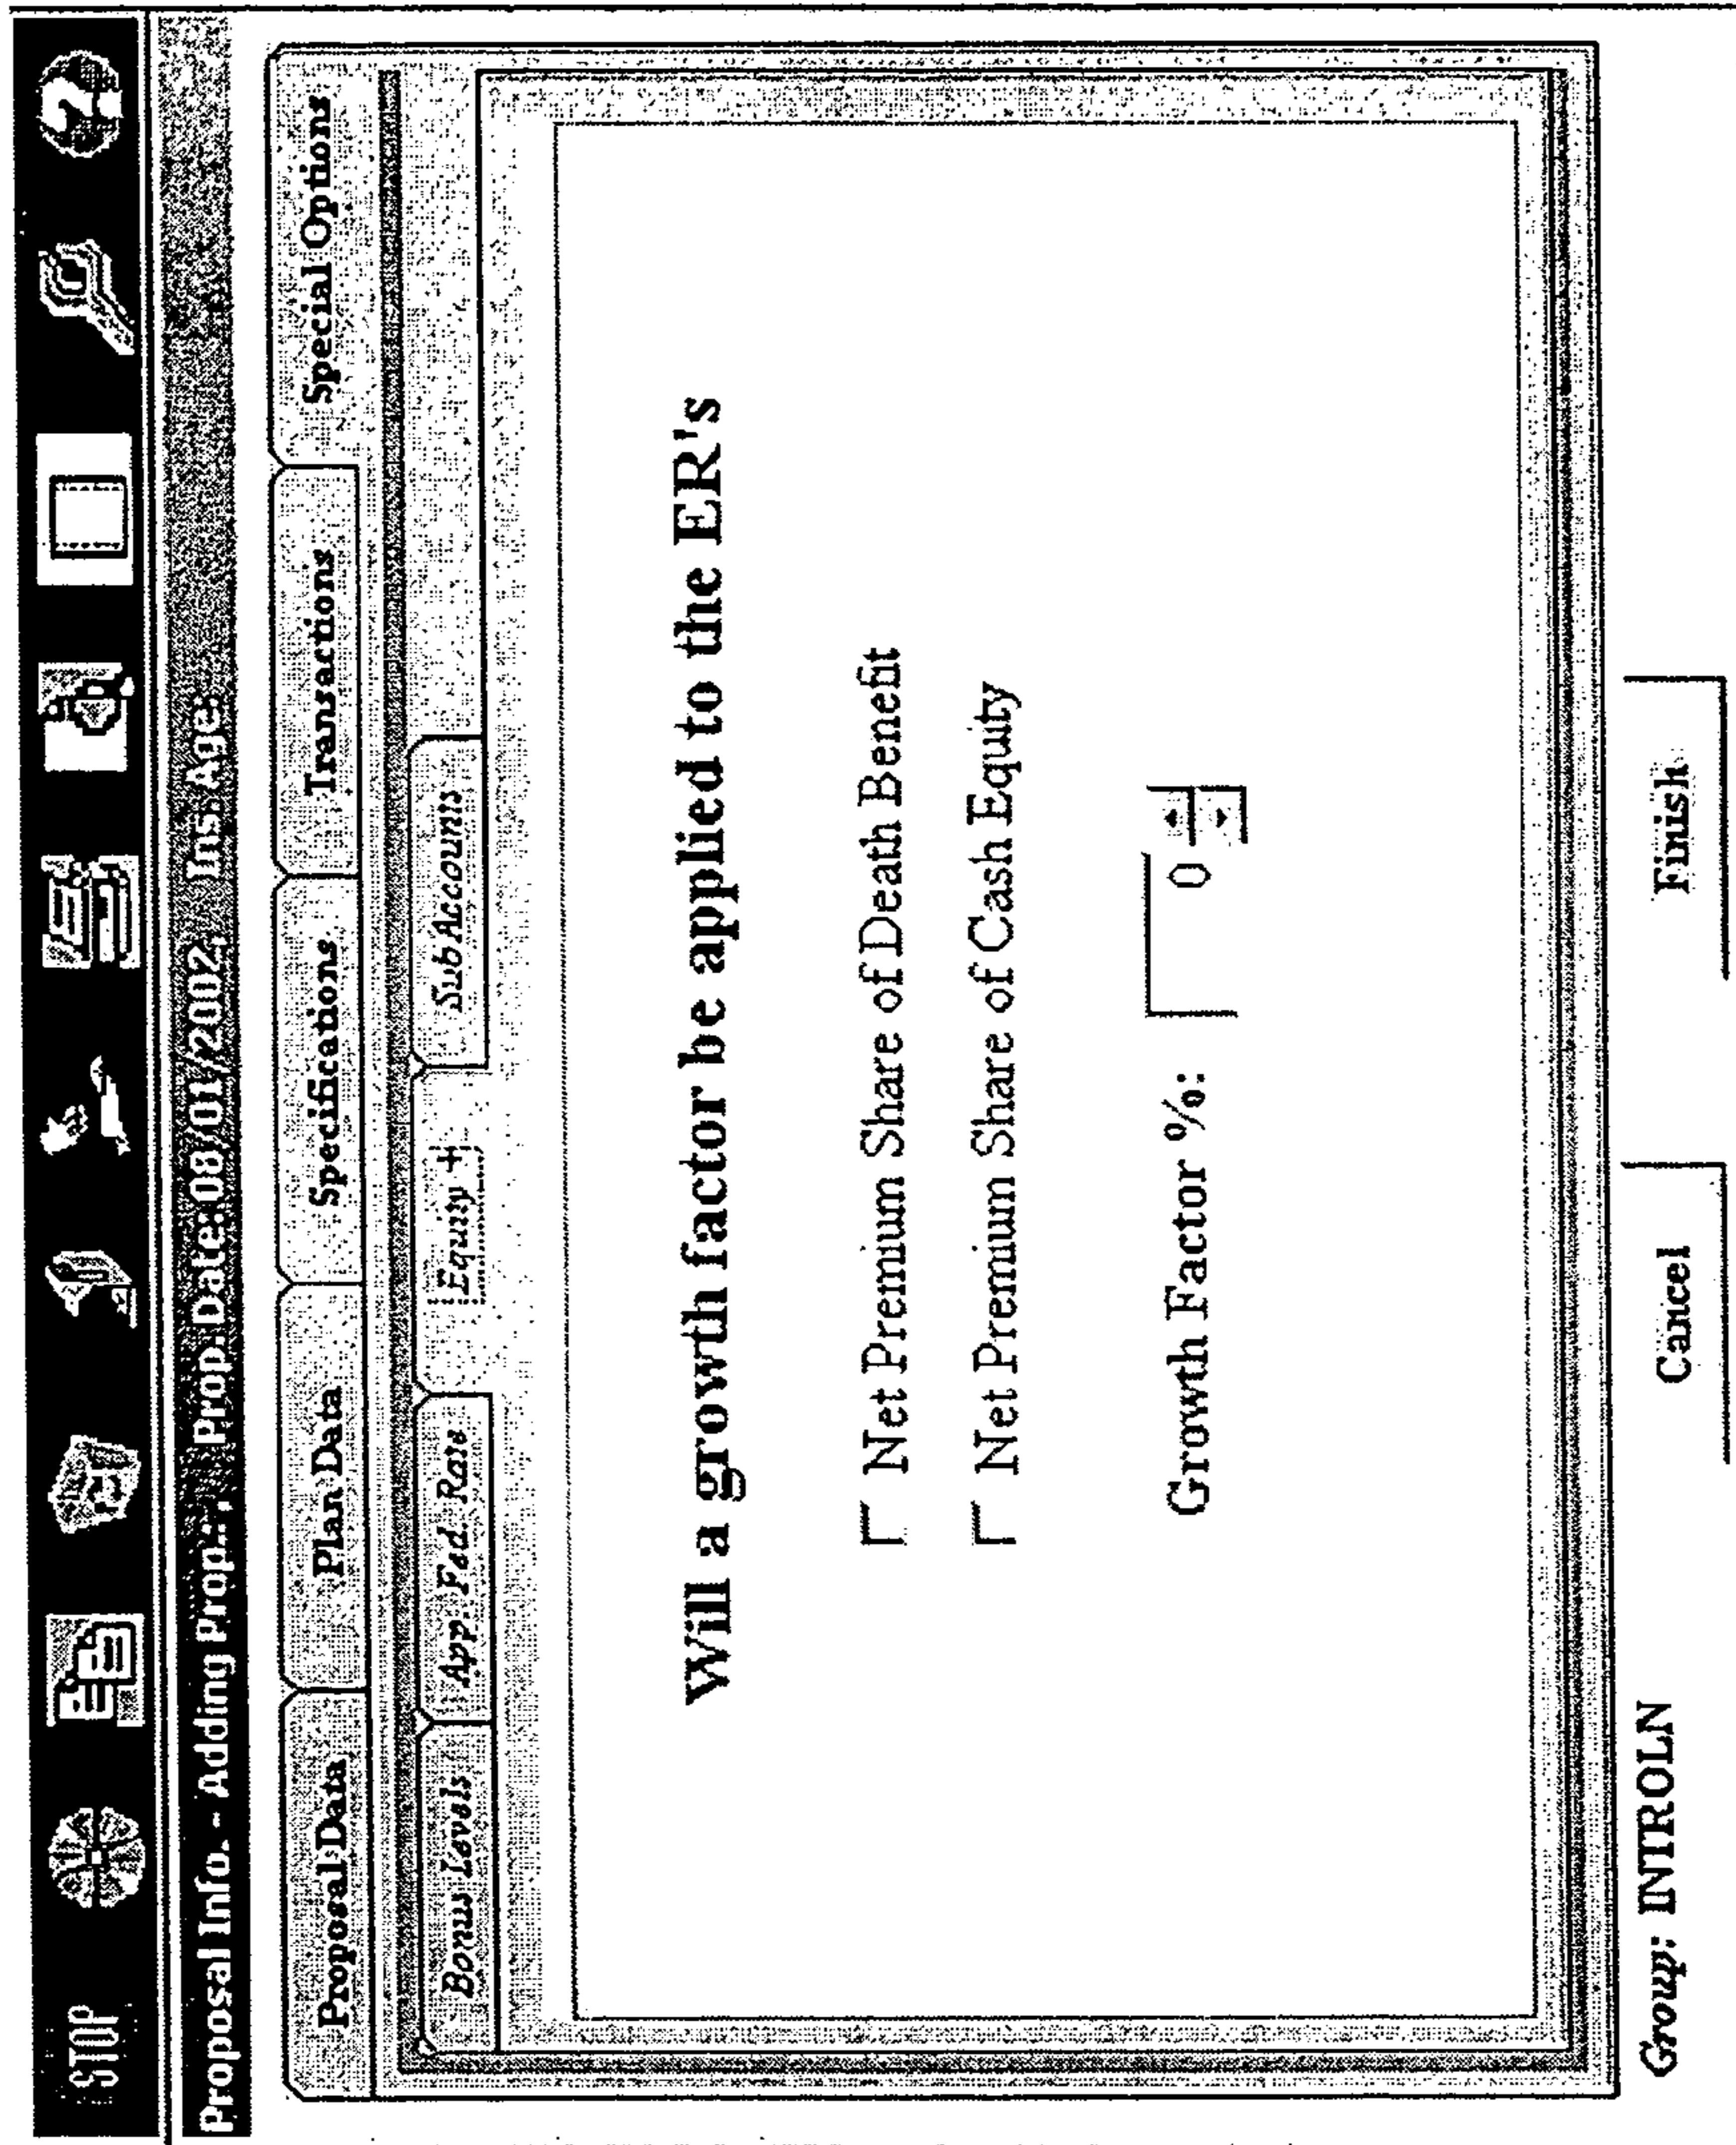 STOP
Proposal Info. - Adding Prop.: , Prop. Date: 08/01/2002, Ins. Age:
Proposal Data Plan Data Specifications Transactions Special Options
Bonus Levels App. Fed. Rate Equity + SubAccounts
Will a growth factor be applied to the ER's
Net Premium Share of Death Benefit
Net Premium Share of Cash Equity
Growth Factor %: 0
Group: INTROLN Cancel Finish